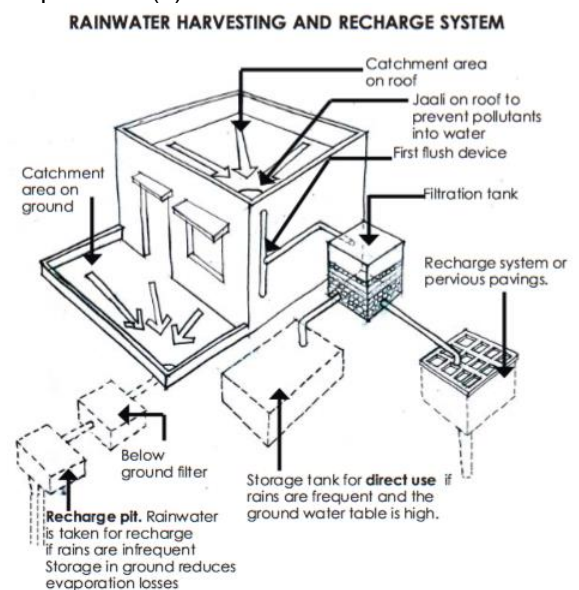 RAINWATER HARVESTING AND RECHARGE SYSTEM
Catchment area
on roof
Jaali on roof to
prevent pollutants
into water
First flush device
Catchment
area on
ground
Filtration tank
Recharge system or
pervious pavings.
Below
ground filter
Storage tank for direct use if
rains are frequent and the
ground water table is high.
Recharge pit. Rainwater
is taken for recharge
if rains are infrequent
Storage in ground reduces
evaporation losses